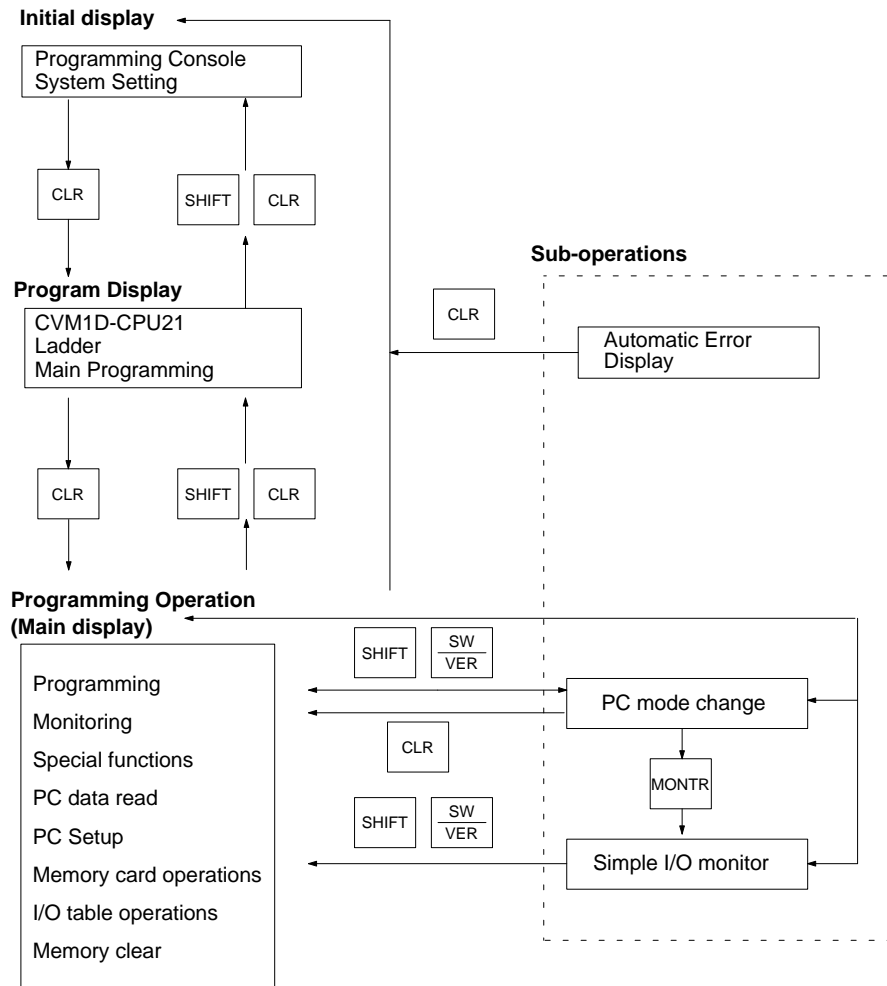 Initial display
Programming Console
System Setting
CLR
SHIFT
CLR
Sub-operations
Program Display
CVM1D-CPU21
Ladder
Main Programming
CLR
Automatic Error
Display
CLR
SHIFT
CLR
Programming Operation
(Main display)
SHIFT
SW
VER
Programming
Monitoring
Special functions
PC data read
PC Setup
Memory card operations
I/O table operations
Memory clear
PC mode change
CLR
MONTR
SHIFT
SW
VER
Simple I/O monitor